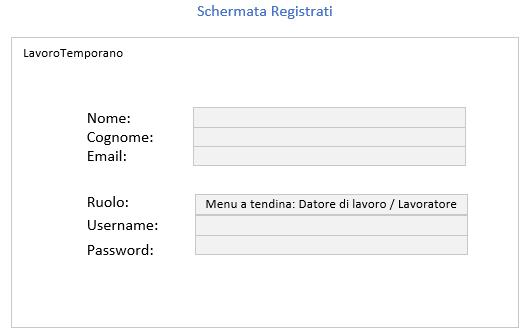 Schermata Registrati
LavoroTemporano
Nome:
Cognome:
Email:
Ruolo: Menu a tendina: Datore di lavoro / Lavoratore
Username:
Password: